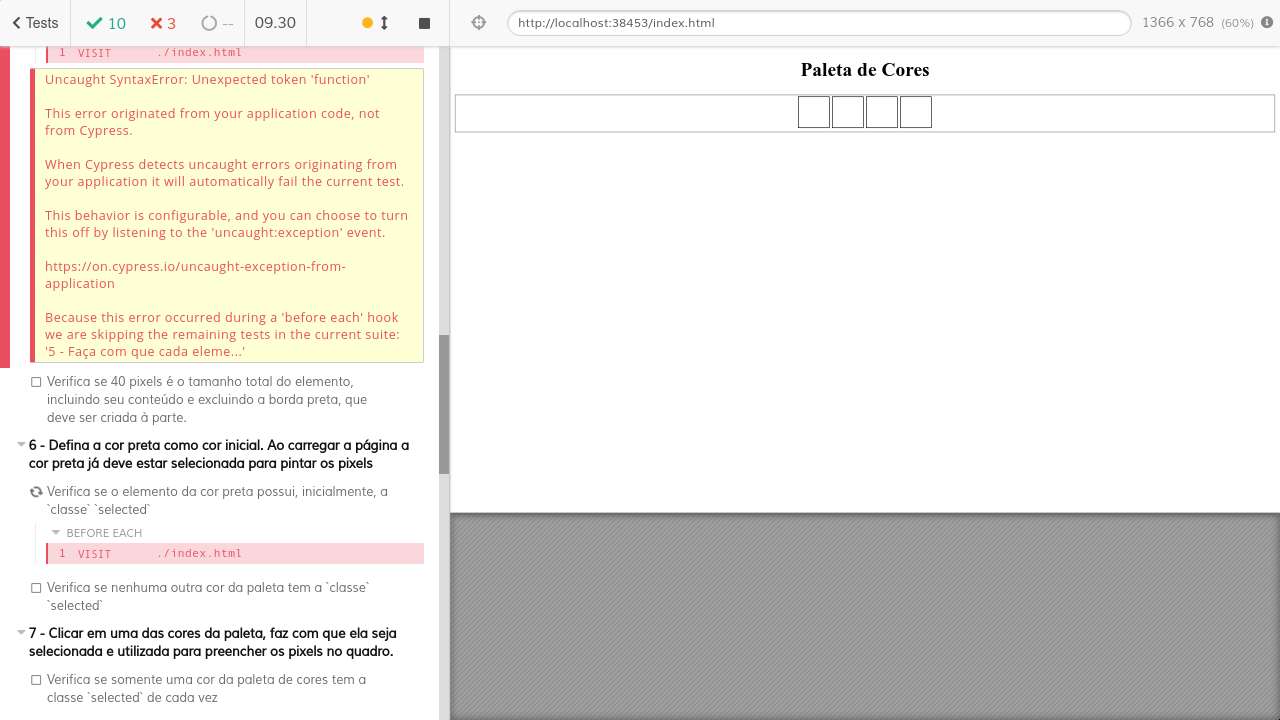 Tests
10
3
--
09.30
http://localhost:38453/index.html
1366 x 768 (60%)
1 VISIT ./index.html
Uncaught SyntaxError: Unexpected token 'function'
This error originated from your application code, not
from Cypress.
When Cypress detects uncaught errors originating from
your application it will automatically fail the current test.
This behavior is configurable, and you can choose to turn
this off by listening to the 'uncaught:exception' event.
https://on.cypress.io/uncaught-exception-from-
application
Because this error occurred during a 'before each' hook
we are skipping the remaining tests in the current suite:
'5 - Faça com que cada eleme...'
Verifica se 40 pixels é o tamanho total do elemento,
incluindo seu conteúdo e excluindo a borda preta, que
deve ser criada à parte.
6 - Defina a cor preta como cor inicial. Ao carregar a página a
cor preta já deve estar selecionada para pintar os pixels
Verifica se o elemento da cor preta possui, inicialmente, a
`classe` `selected`
BEFORE EACH
1 VISIT ./index.html
Verifica se nenhuma outra cor da paleta tem a `classe`
`selected`
7 - Clicar em uma das cores da paleta, faz com que ela seja
selecionada e utilizada para preencher os pixels no quadro.
Verifica se somente uma cor da paleta de cores tem a
classe `selected` de cada vez
Paleta de Cores